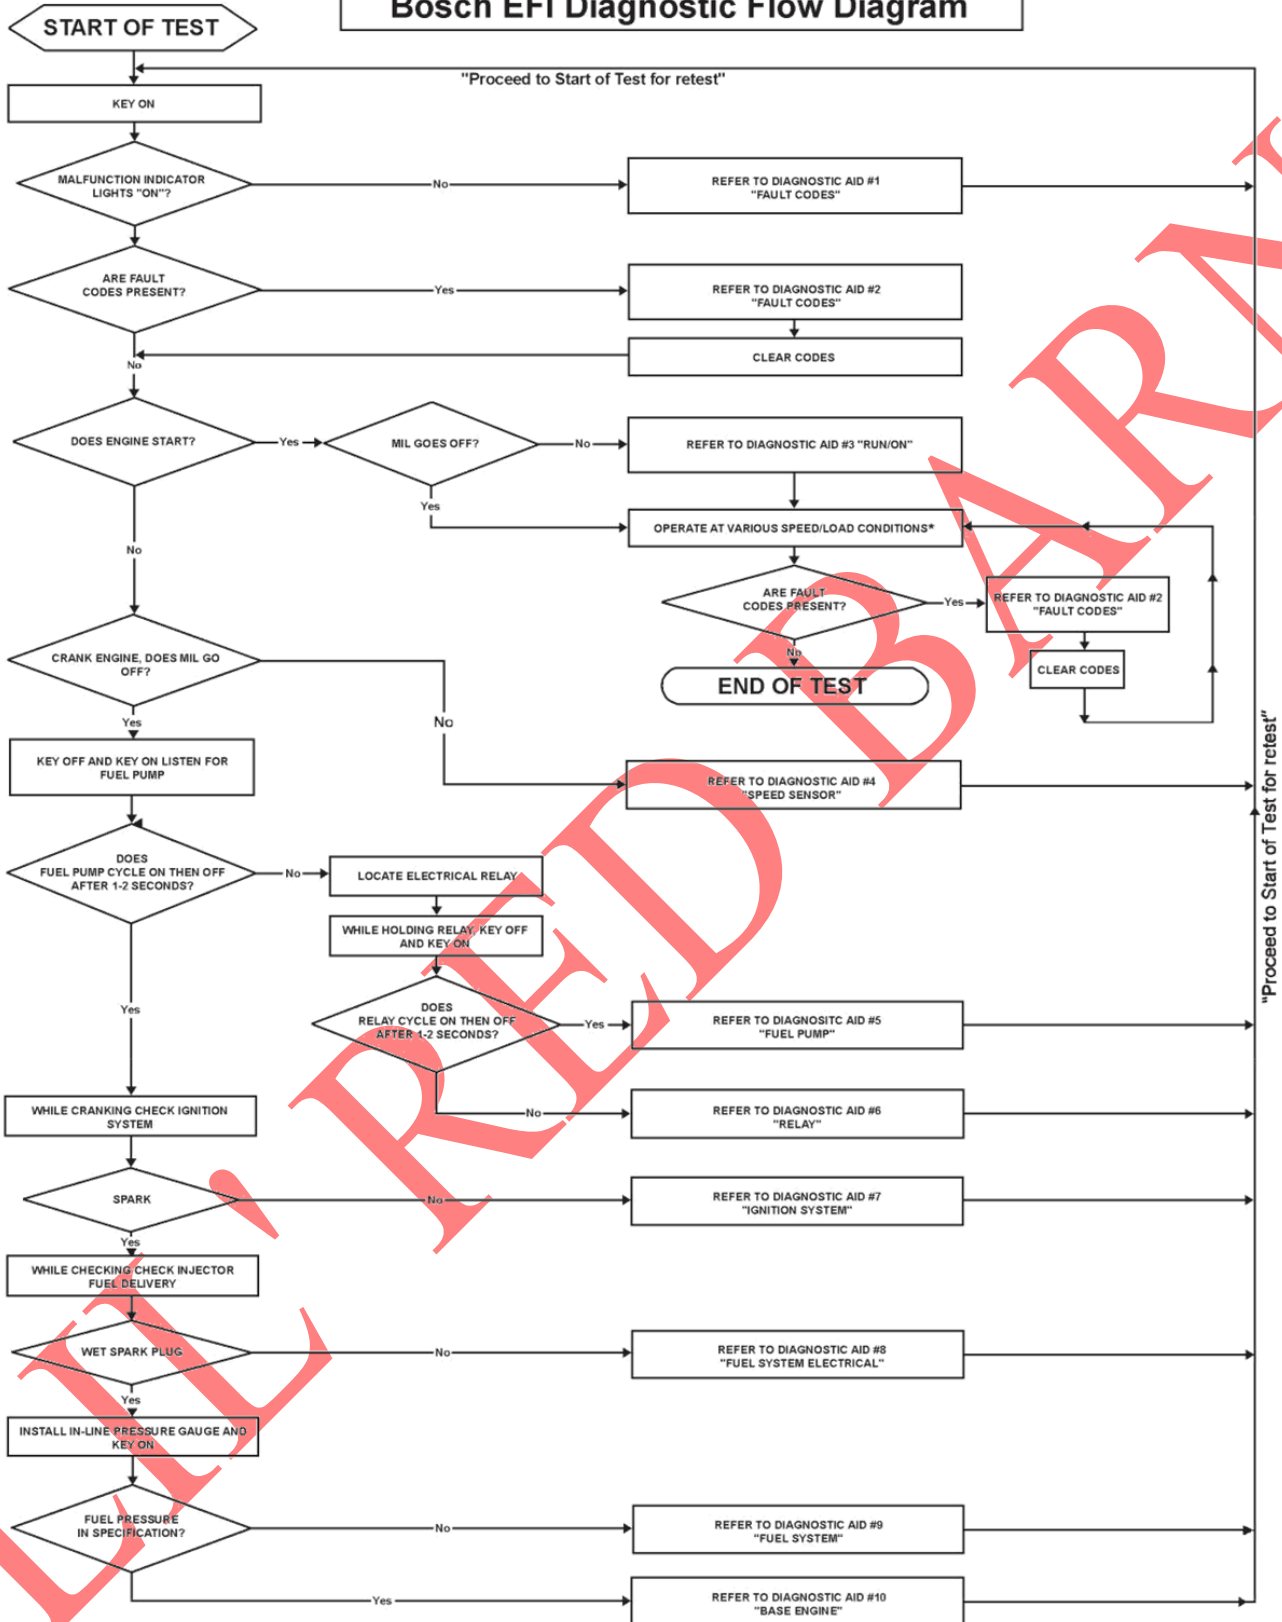 Bosch EFI Diagnostic Flow Diagram
START OF TEST
"Proceed to Start of Test for retest"
KEY ON
MALFUNCTION INDICATOR
LIGHTS "ON"?
No
REFER TO DIAGNOSTIC AID #1
"FAULT CODES"
ARE FAULT
CODES PRESENT?
Yes
REFER TO DIAGNOSTIC AID #2
"FAULT CODES"
CLEAR CODES
No
DOES ENGINE START?
Yes
MIL GOES OFF?
No
REFER TO DIAGNOSTIC AID #3 "RUN/ON"
Yes
OPERATE AT VARIOUS SPEED/LOAD CONDITIONS*
No
ARE FAULT
CODES PRESENT?
Yes
REFER TO DIAGNOSTIC AID #2
"FAULT CODES"
No
CLEAR CODES
END OF TEST
CRANK ENGINE, DOES MIL GO
OFF?
Yes
No
KEY OFF AND KEY ON LISTEN FOR
FUEL PUMP
REFER TO DIAGNOSTIC AID #4
"SPEED SENSOR"
"Proceed to Start of Test for retest"
DOES
FUEL PUMP CYCLE ON THEN OFF
AFTER 1-2 SECONDS?
No
LOCATE ELECTRICAL RELAY
WHILE HOLDING RELAY, KEY OFF
AND KEY ON
Yes
DOES
RELAY CYCLE ON THEN OFF
AFTER 1-2 SECONDS?
Yes
REFER TO DIAGNOSITC AID #5
"FUEL PUMP"
No
REFER TO DIAGNOSTIC AID #6
"RELAY"
WHILE CRANKING CHECK IGNITION
SYSTEM
SPARK
No
REFER TO DIAGNOSTIC AID #7
"IGNITION SYSTEM"
Yes
WHILE CHECKING CHECK INJECTOR
FUEL DELIVERY
WET SPARK PLUG
No
REFER TO DIAGNOSTIC AID #8
"FUEL SYSTEM ELECTRICAL"
Yes
INSTALL IN-LINE PRESSURE GAUGE AND
KEY ON
FUEL PRESSURE
IN SPECIFICATION?
No
REFER TO DIAGNOSTIC AID #9
"FUEL SYSTEM"
Yes
REFER TO DIAGNOSTIC AID #10
"BASE ENGINE"
LIL' RED BARN